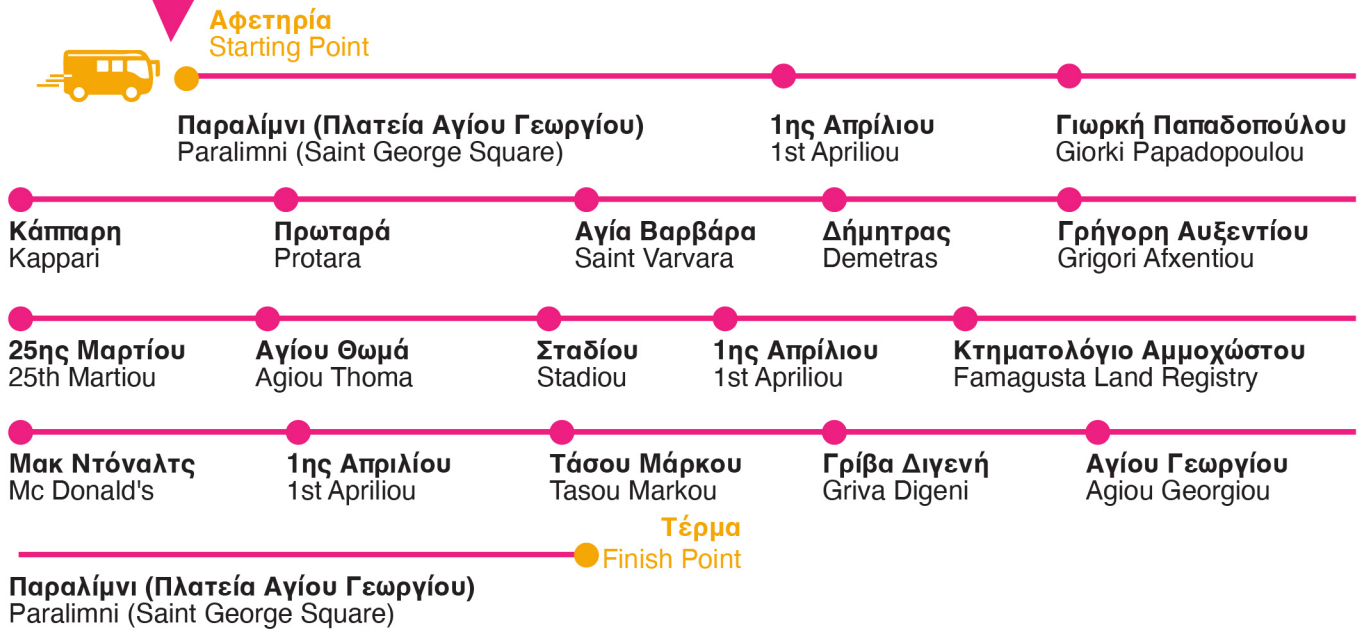 Αφετηρία
Starting Point
Παραλίμνι (Πλατεία Αγίου Γεωργίου)
Paralimni (Saint George Square)
1ης Απρίλιου
1st Apriliou
Γιωρκή Παπαδοπούλου
Giorki Papadopoulou
Κάππαρη
Kappari
Πρωταρά
Protara
Αγία Βαρβάρα
Saint Varvara
Δήμητρας
Demetras
Γρήγορη Αυξεντίου
Grigori Afxentiou
25ης Μαρτίου
25th Martiou
Αγίου Θωμά
Agiou Thoma
Σταδίου
Stadiou
1ης Απρίλιου
1st Apriliou
Κτηματολόγιο Αμμοχώστου
Famagusta Land Registry
Μακ Ντόναλτς
Mc Donald's
1ης Απριλίου
1st Apriliou
Τάσου Μάρκου
Tasou Markou
Γρίβα Διγενή
Griva Digeni
Αγίου Γεωργίου
Agiou Georgiou
Τέρμα
Finish Point
Παραλίμνι (Πλατεία Αγίου Γεωργίου)
Paralimni (Saint George Square)